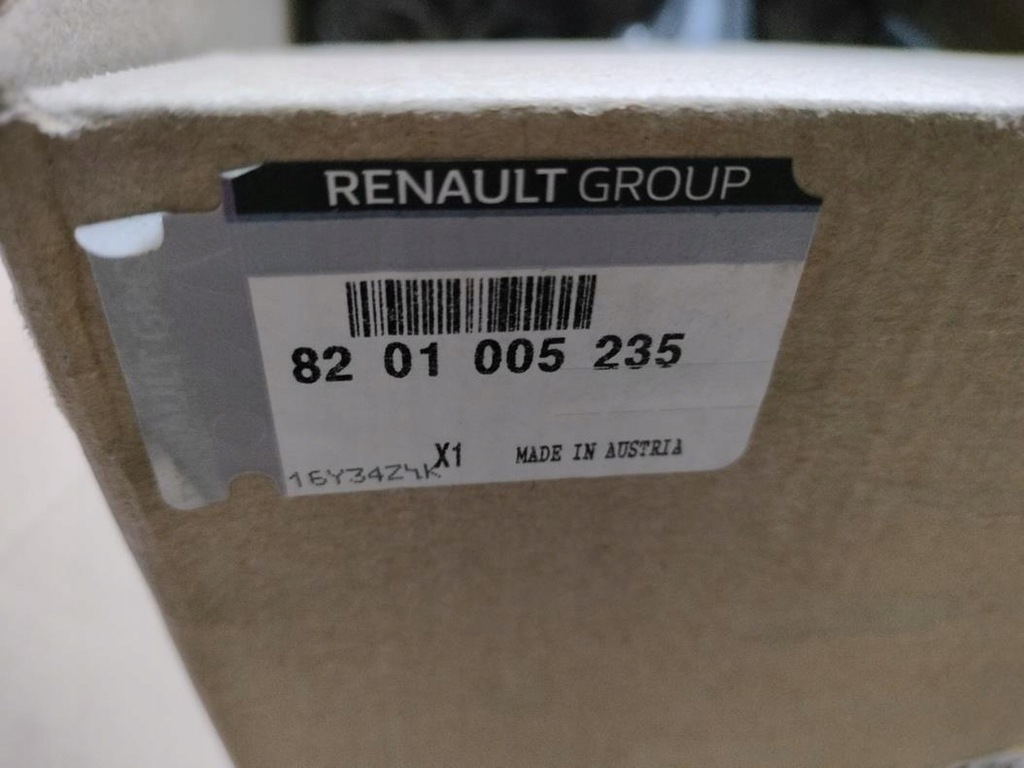 RENAULT GROUP
82 01 005 235
X1 MADE IN AUSTRIA
16Y34Z4K